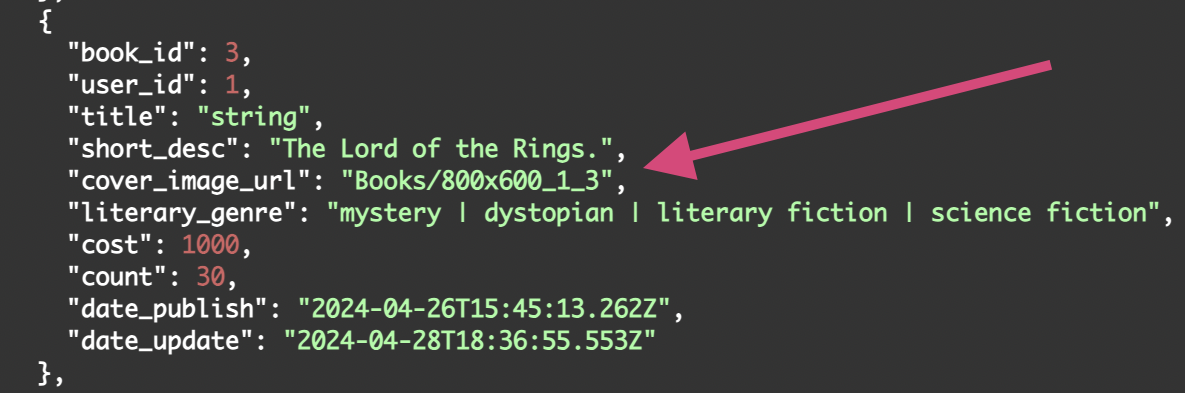 {
"book_id": 3,
"user_id": 1,
"title": "string",
"short_desc": "The Lord of the Rings.",
"cover_image_url": "Books/800x600_1_3",
"literary_genre": "mystery | dystopian | literary fiction | science fiction",
"cost": 1000,
"count": 30,
"date_publish": "2024-04-26T15:45:13.262Z",
"date_update": "2024-04-28T18:36:55.553Z"
},